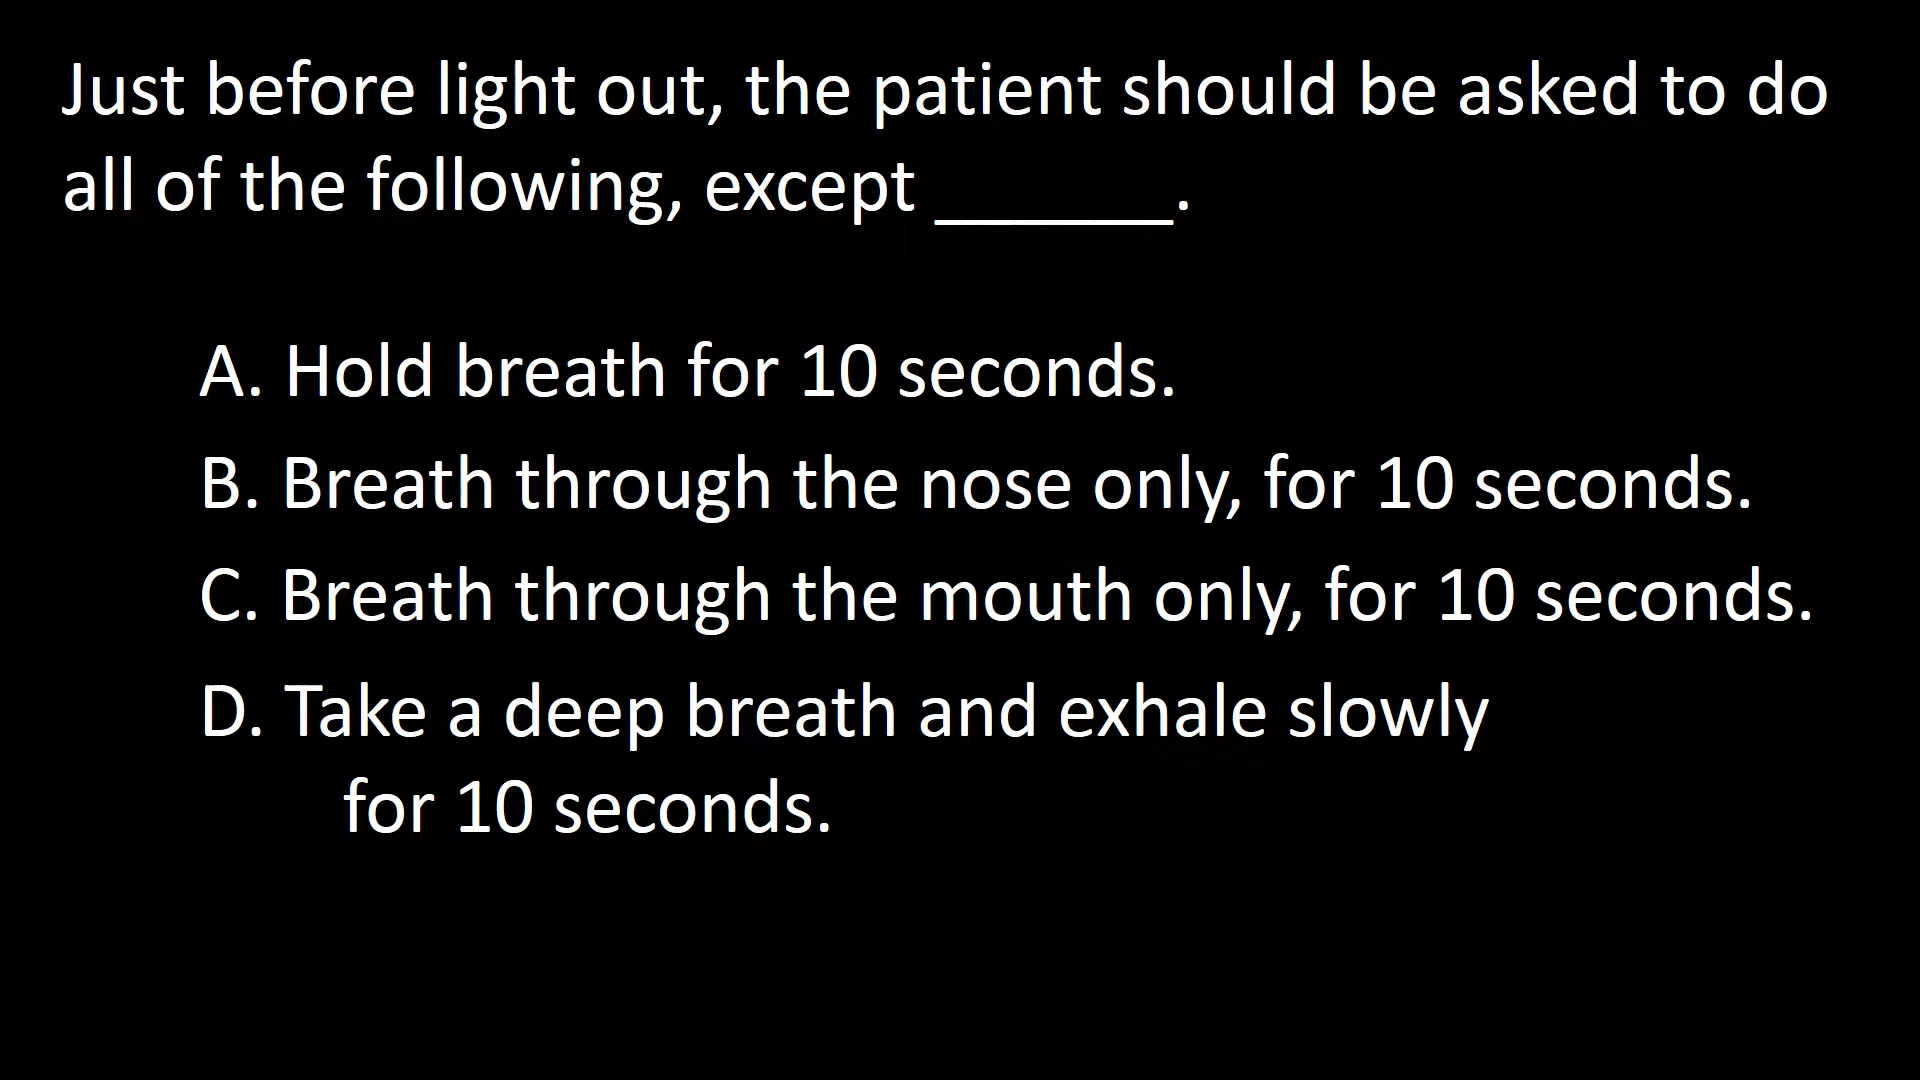 Just before light out, the patient should be asked to do
all of the following, except ______.
A. Hold breath for 10 seconds.
B. Breath through the nose only, for 10 seconds.
C. Breath through the mouth only, for 10 seconds.
D. Take a deep breath and exhale slowly
for 10 seconds.